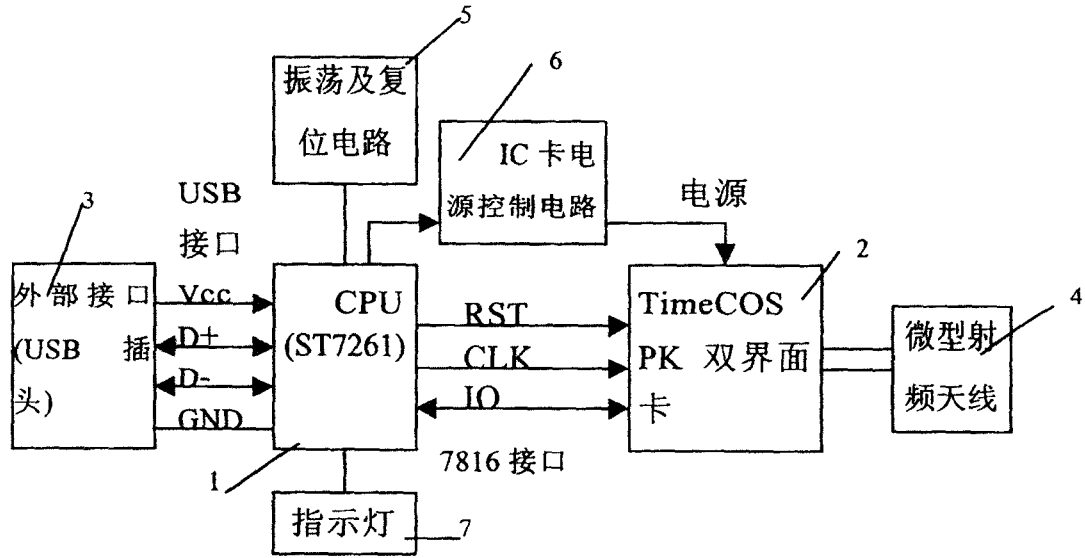 5
振荡及复
位电路
6
IC 卡电
源控制电路
电源
3
USB
接口
外部接口
(USB 插
头)
Vcc
D+
D-
GND
CPU
(ST7261)
1
RST
CLK
IO
7816 接口
2
TimeCOS
PK 双界面
卡
4
微型射
频天线
指示灯
7